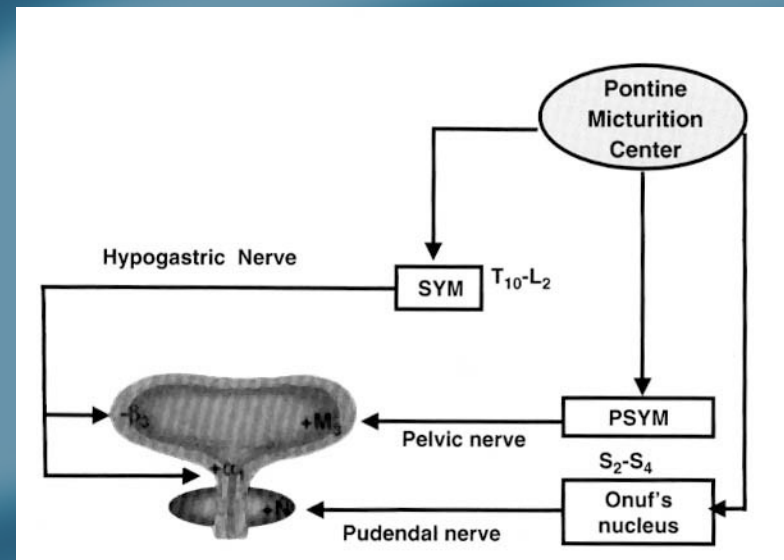 Pontine
Micturition
Center
Hypogastric Nerve
SYM
T10-L2
-β3
+M3
PSYM
Pelvic nerve
S2-S4
+α1
Onuf's
nucleus
+N
Pudendal nerve